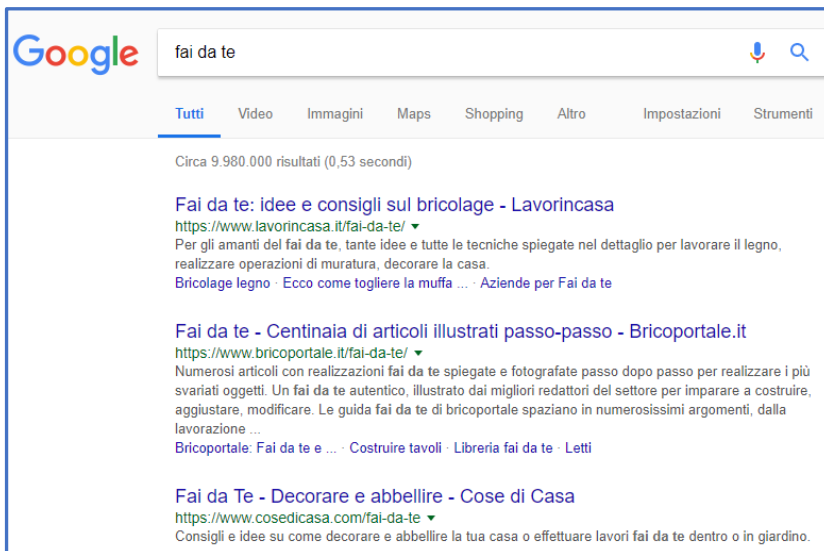 Google
fai da te
Tutti Video Immagini Maps Shopping Altro Impostazioni Strumenti
Circa 9.980.000 risultati (0,53 secondi)
Fai da te: idee e consigli sul bricolage - Lavorincasa
https://www.lavorincasa.it/fai-da-te/
Per gli amanti del fai da te, tante idee e tutte le tecniche spiegate nel dettaglio per lavorare il legno,
realizzare operazioni di muratura, decorare la casa.
Bricolage legno · Ecco come togliere la muffa ... · Aziende per Fai da te
Fai da te - Centinaia di articoli illustrati passo-passo - Bricoportale.it
https://www.bricoportale.it/fai-da-te/
Numerosi articoli con realizzazioni fai da te spiegate e fotografate passo dopo passo per realizzare i più
svariati oggetti. Un fai da te autentico, illustrato dai migliori redattori del settore per imparare a costruire,
aggiustare, modificare. Le guida fai da te di bricoportale spaziano in numerosissimi argomenti, dalla
lavorazione ...
Bricoportale: Fai da te e ... · Costruire tavoli · Libreria fai da te · Letti
Fai da Te - Decorare e abbellire - Cose di Casa
https://www.cosedicasa.com/fai-da-te
Consigli e idee su come decorare e abbellire la tua casa o effettuare lavori fai da te dentro o in giardino.